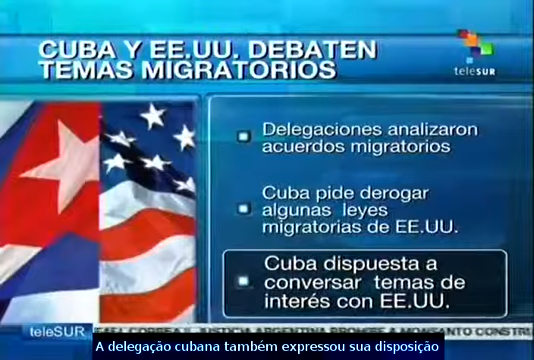 CUBA Y EE.UU. DEBATEN
TEMAS MIGRATORIOS
teleSUR
Delegaciones analizaron
acuerdos migratorios
Cuba pide derogar
algunas leyes
migratorias de EE.UU.
Cuba dispuesta a
conversar temas de
interés con EE.UU.
teleSUR CORREA JUSTICIA ARGENTINA PROHIBE A MONSANTO CONSTRU
A delegação cubana também expressou sua disposição